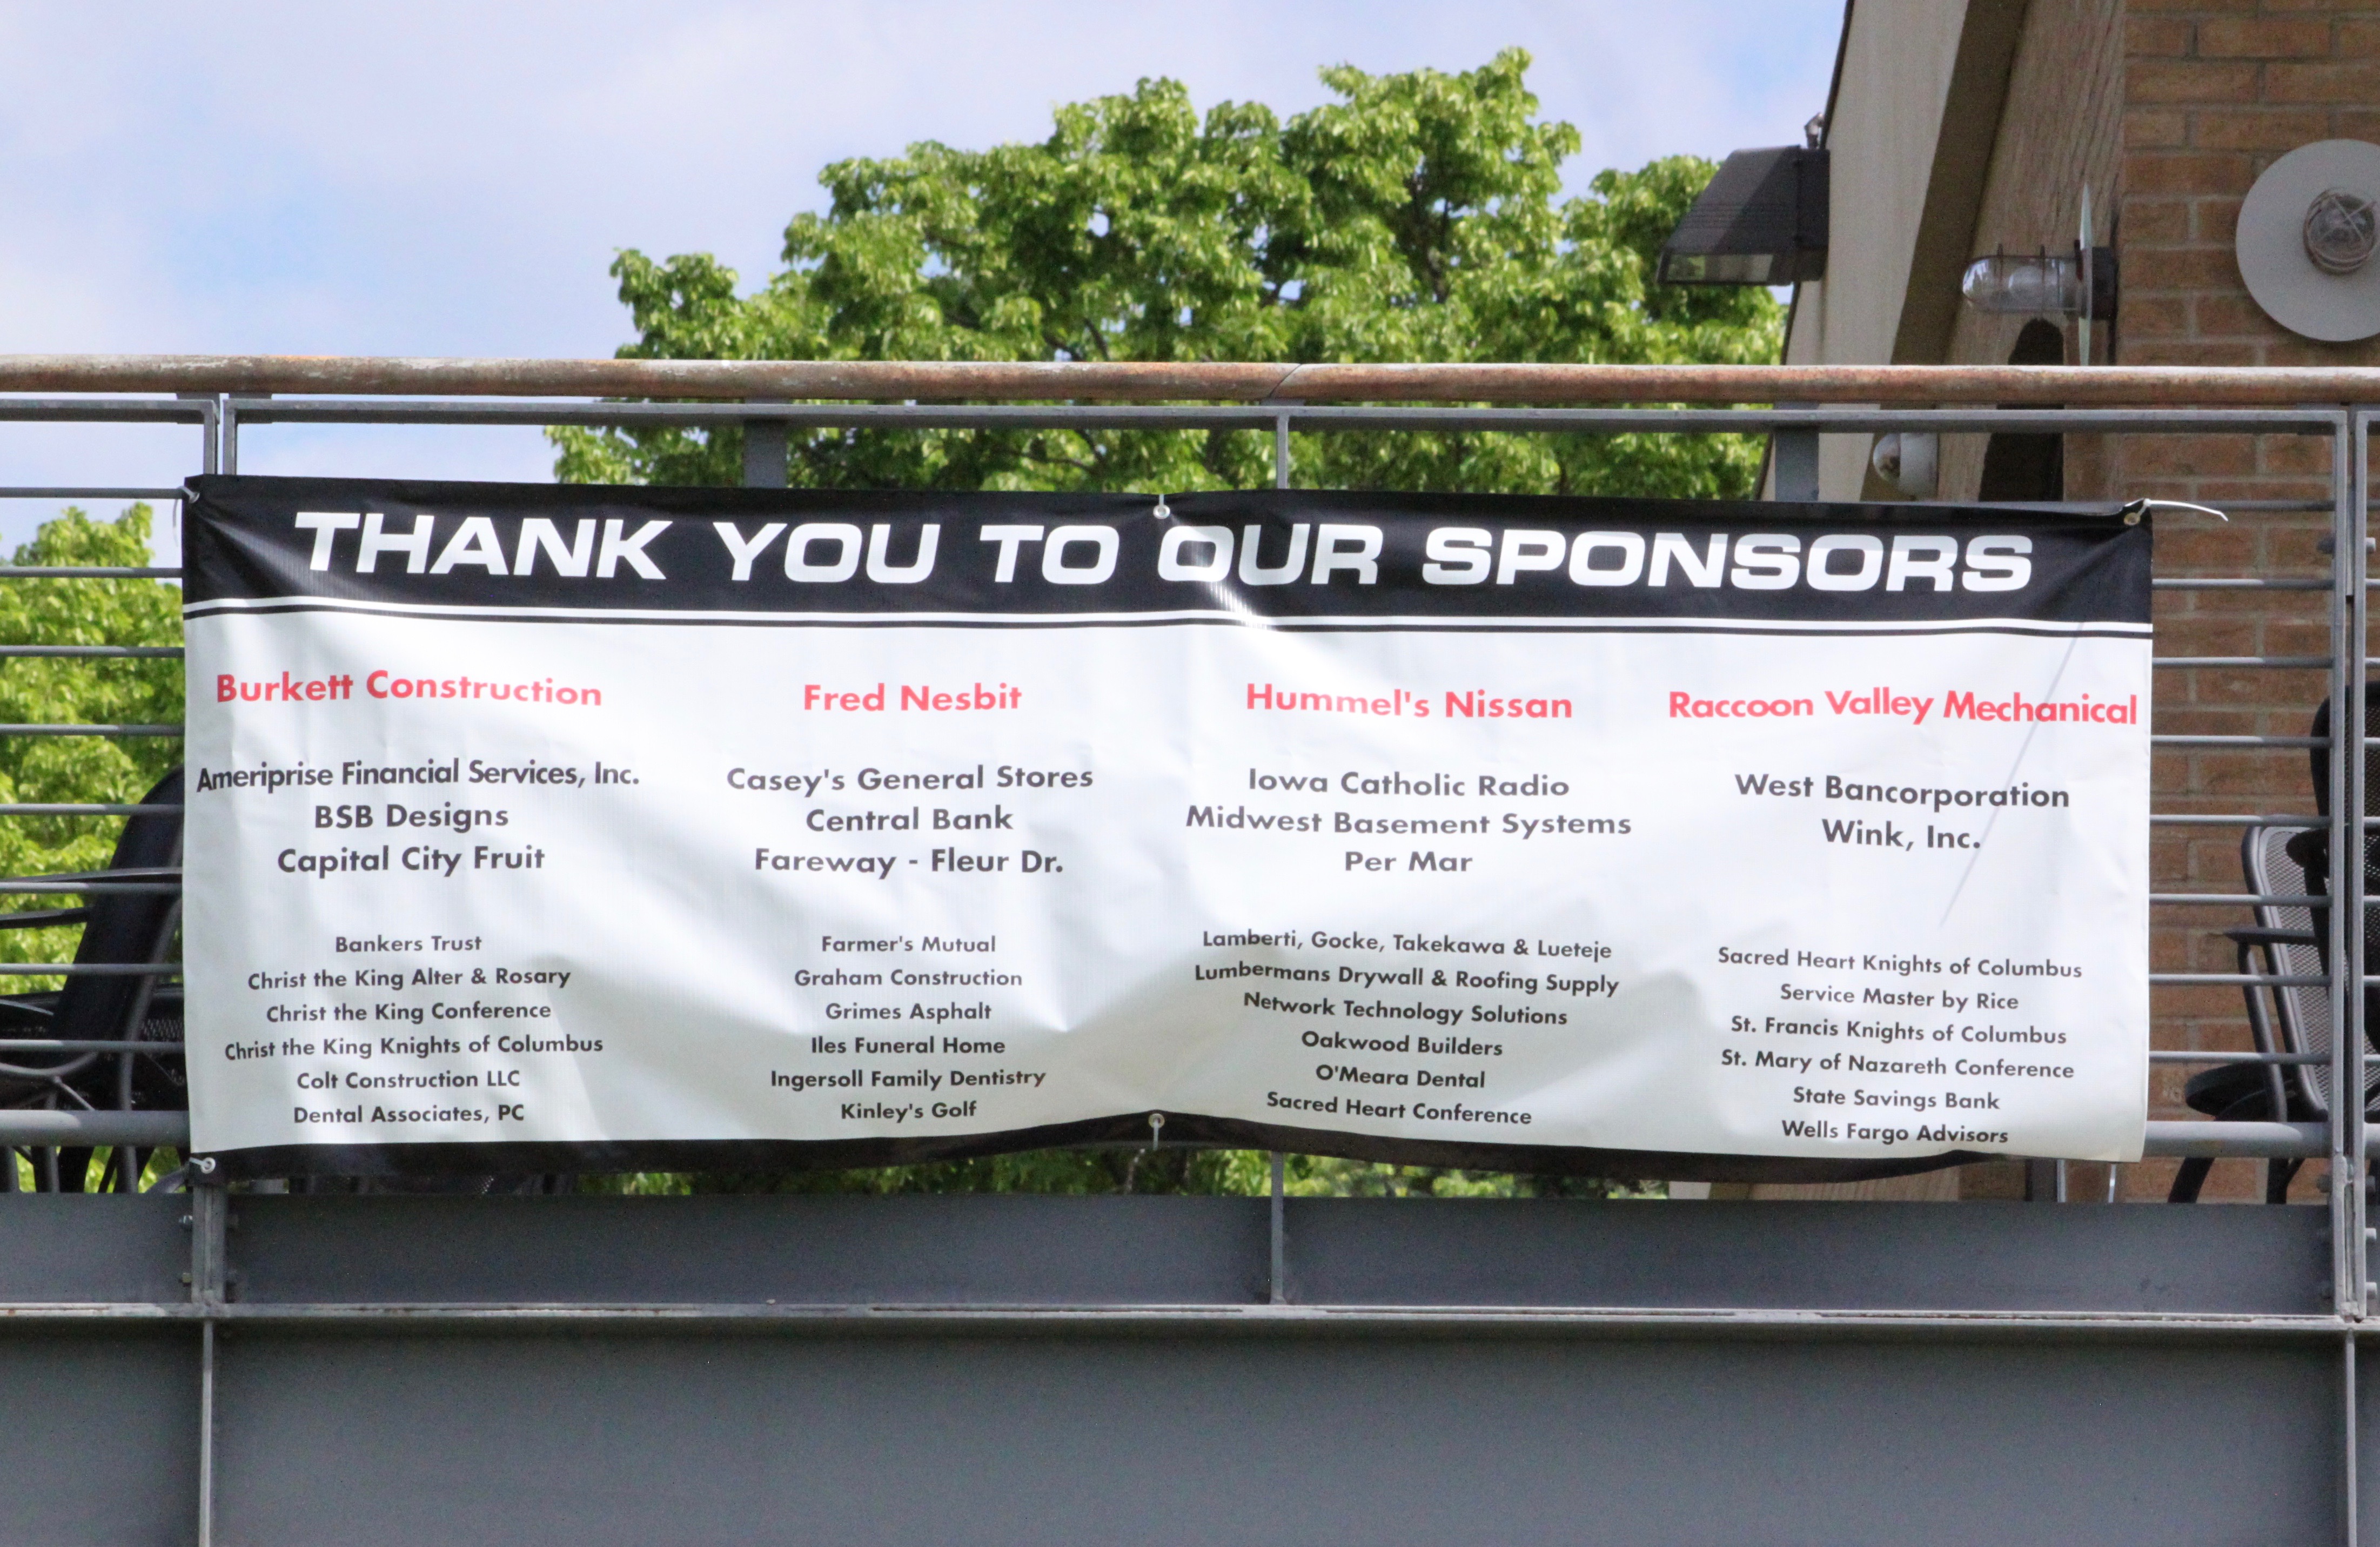 THANK YOU TO OUR SPONSORS
Burkett Construction
Fred Nesbit
Hummel's Nissan
Raccoon Valley Mechanical
Ameriprise Financial Services, Inc.
BSB Designs
Capital City Fruit
Casey's General Stores
Central Bank
Fareway - Fleur Dr.
Iowa Catholic Radio
Midwest Basement Systems
Per Mar
West Bancorporation
Wink, Inc.
Bankers Trust
Christ the King Alter & Rosary
Christ the King Conference
Christ the King Knights of Columbus
Colt Construction LLC
Dental Associates, PC
Farmer's Mutual
Graham Construction
Grimes Asphalt
Iles Funeral Home
Ingersoll Family Dentistry
Kinley's Golf
Lamberti, Gocke, Takekawa & Lueteje
Lumbermans Drywall & Roofing Supply
Network Technology Solutions
Oakwood Builders
O'Meara Dental
Sacred Heart Conference
Sacred Heart Knights of Columbus
Service Master by Rice
St. Francis Knights of Columbus
St. Mary of Nazareth Conference
State Savings Bank
Wells Fargo Advisors